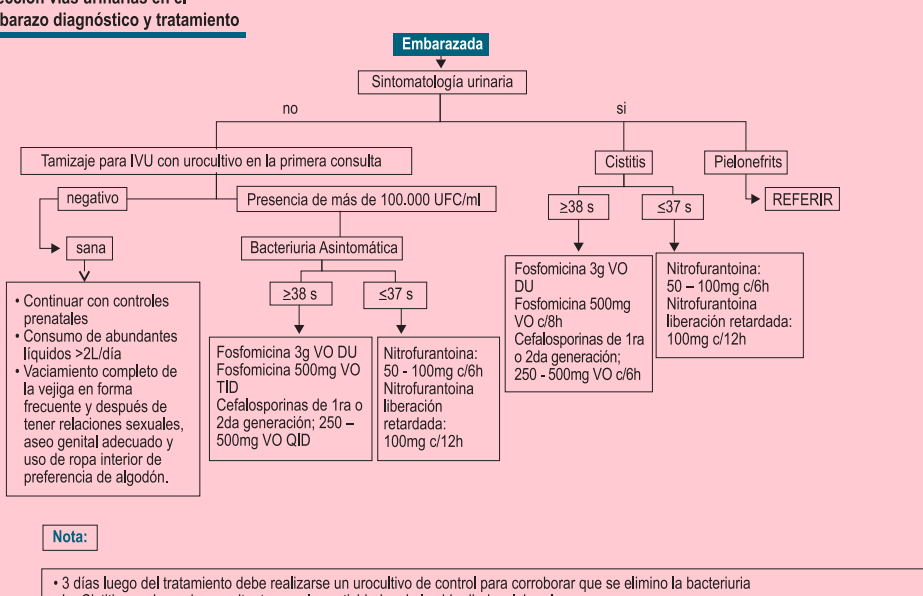 embarazo diagnóstico y tratamiento
Embarazada
Sintomatología urinaria
no
si
Tamizaje para IVU con urocultivo en la primera consulta
Cistitis
Pielonefrits
negativo
Presencia de más de 100.000 UFC/ml
≥38 s
≤37 s
REFERIR
sana
Bacteriuria Asintomática
≥38 s
≤37 s
• Continuar con controles
prenatales
• Consumo de abundantes
líquidos >2L/día
• Vaciamiento completo de
la vejiga en forma
frecuente y después de
tener relaciones sexuales,
aseo genital adecuado y
uso de ropa interior de
preferencia de algodón.
Fosfomicina 3g VO DU
Fosfomicina 500mg VO
TID
Cefalosporinas de 1ra o
2da generación; 250 –
500mg VO QID
Nitrofurantoina:
50 - 100mg c/6h
Nitrofurantoina
liberación
retardada:
100mg c/12h
Fosfomicina 3g VO
DU
Fosfomicina 500mg
VO c/8h
Cefalosporinas de 1ra
o 2da generación;
250 - 500mg VO c/6h
Nitrofurantoina:
50 – 100mg c/6h
Nitrofurantoina
liberación retardada:
100mg c/12h
Nota:
• 3 días luego del tratamiento debe realizarse un urocultivo de control para corroborar que se elimino la bacteriuria